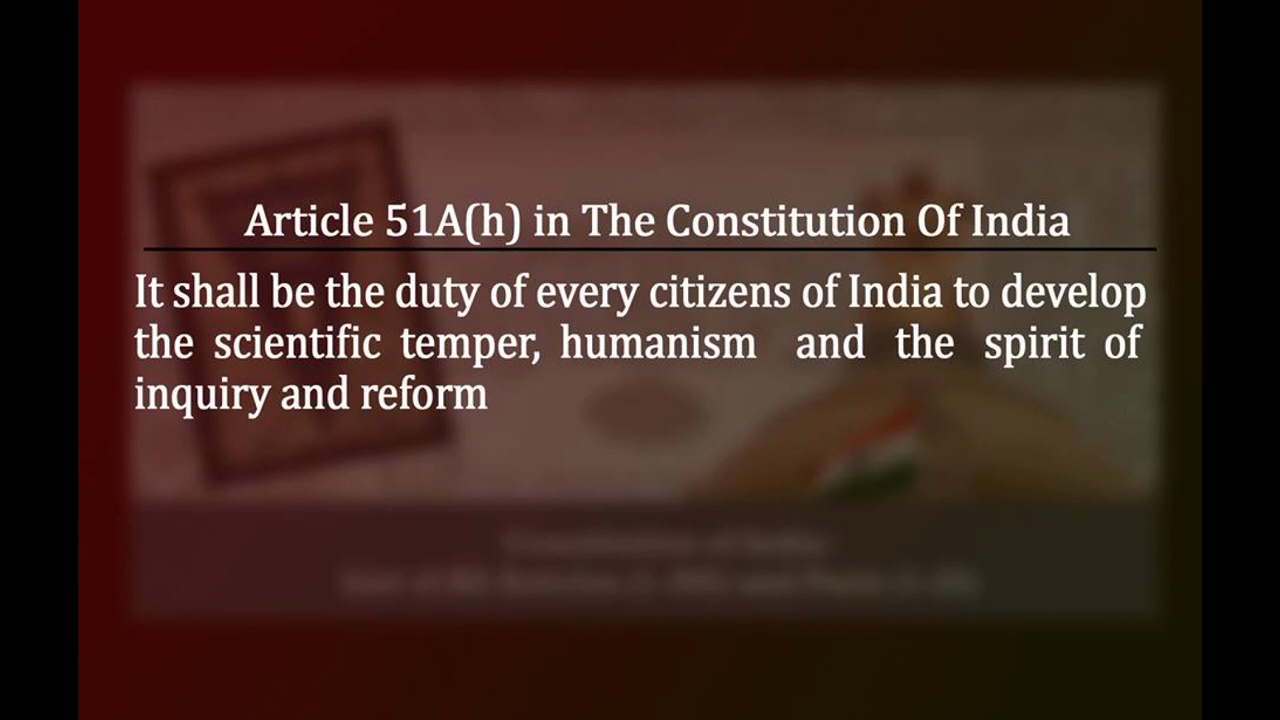 Article 51A(h) in The Constitution Of India
It shall be the duty of every citizens of India to develop
the scientific temper, humanism and the spirit of
inquiry and reform